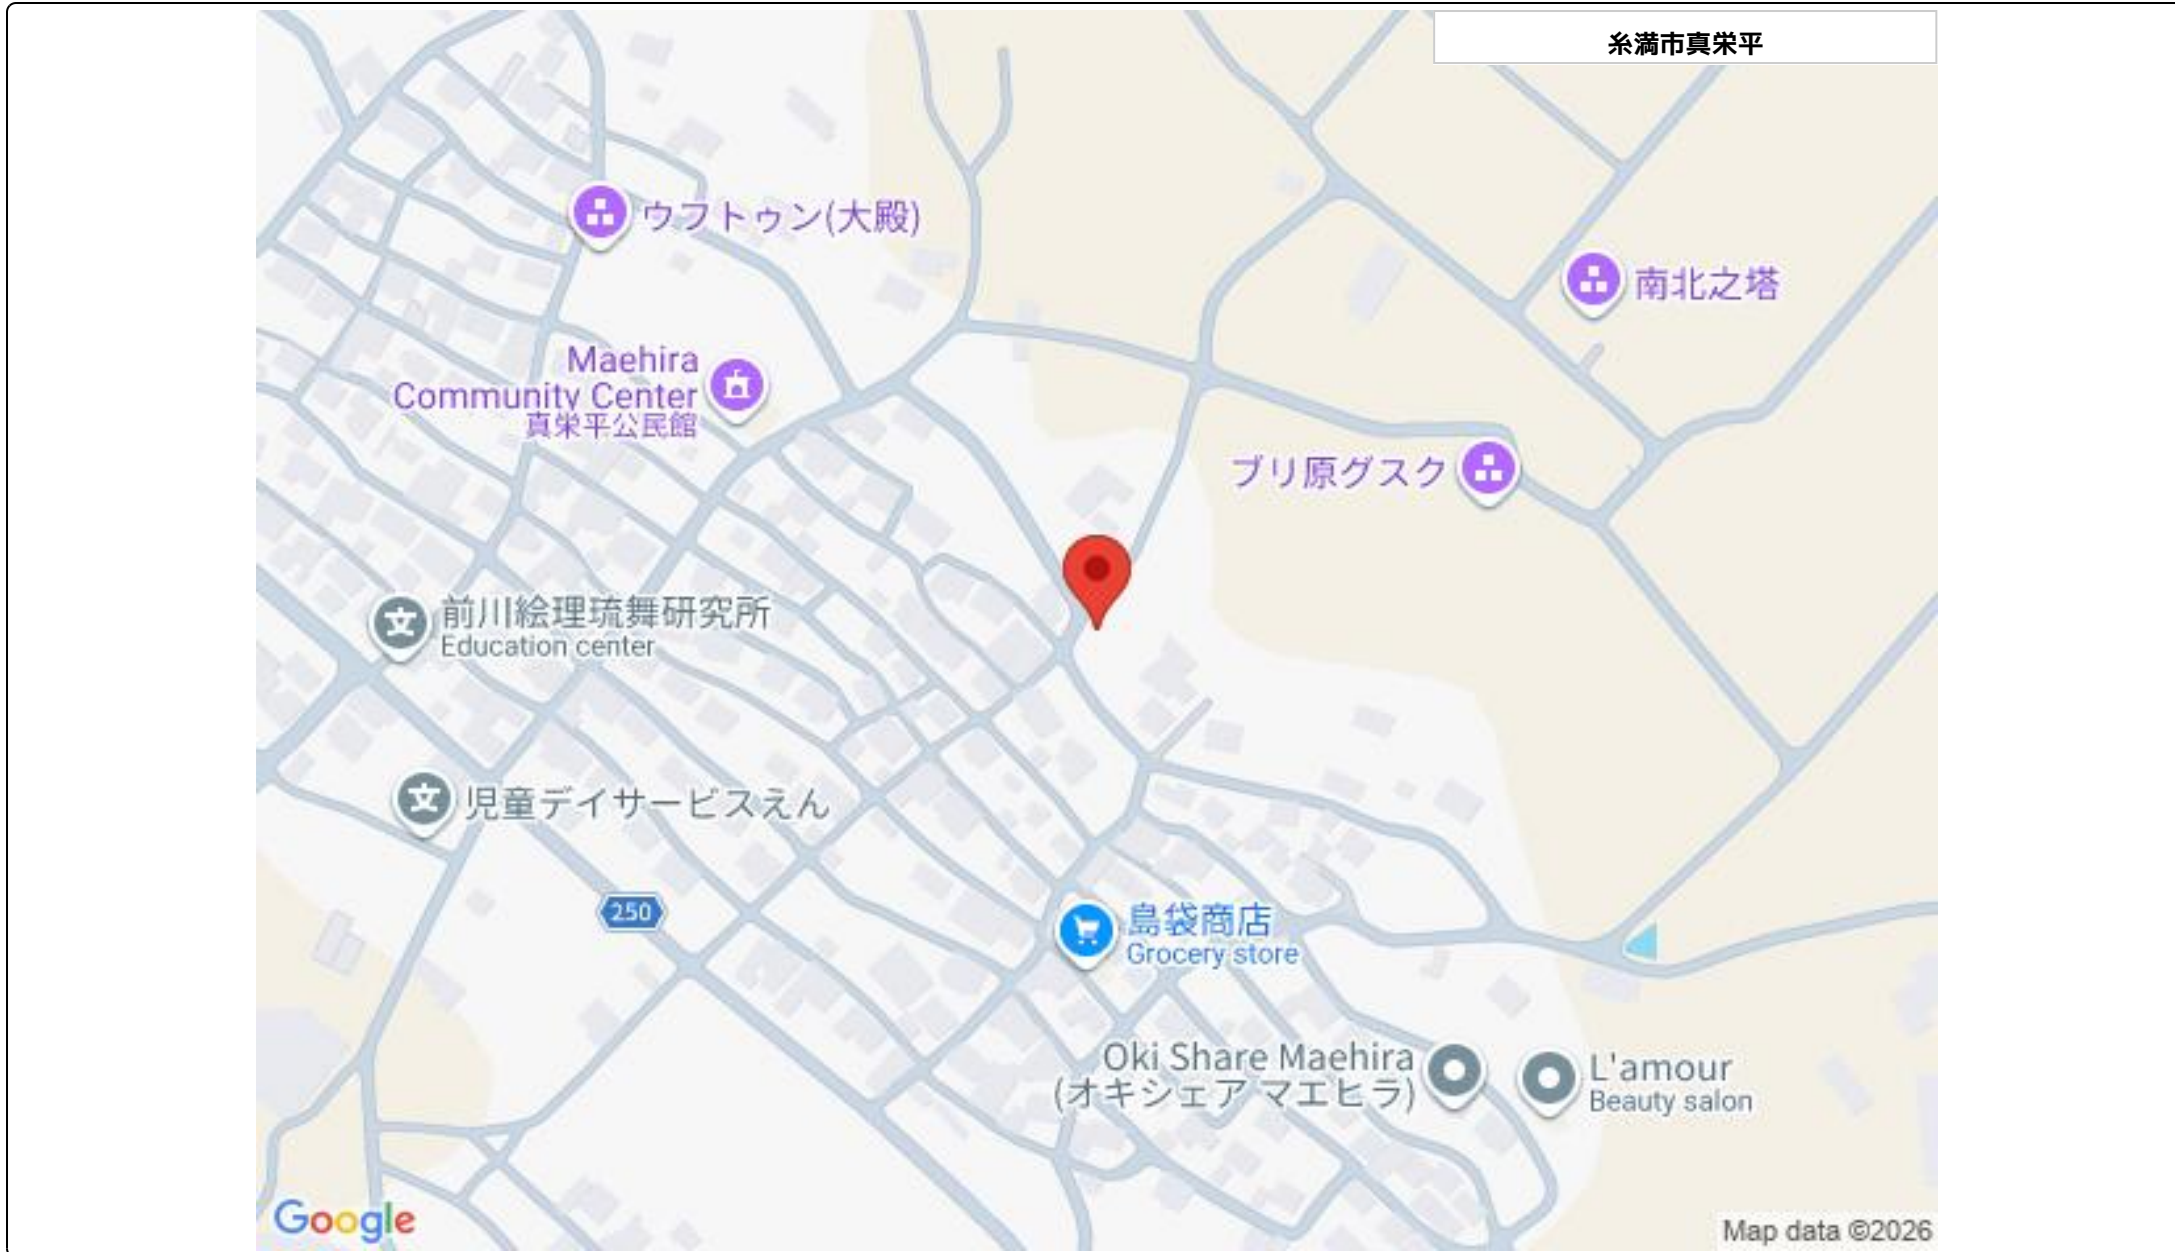 糸満市真栄平
ウフトゥン(大殿)
南北之塔
Maehira
Community Center
真栄平公民館
ブリ原グスク
前川絵理琉舞研究所
Education center
児童デイサービスえん
250
島袋商店
Grocery store
Oki Share Maehira
(オキシェア マエヒラ)
L'amour
Beauty salon
Google
Map data ©2026